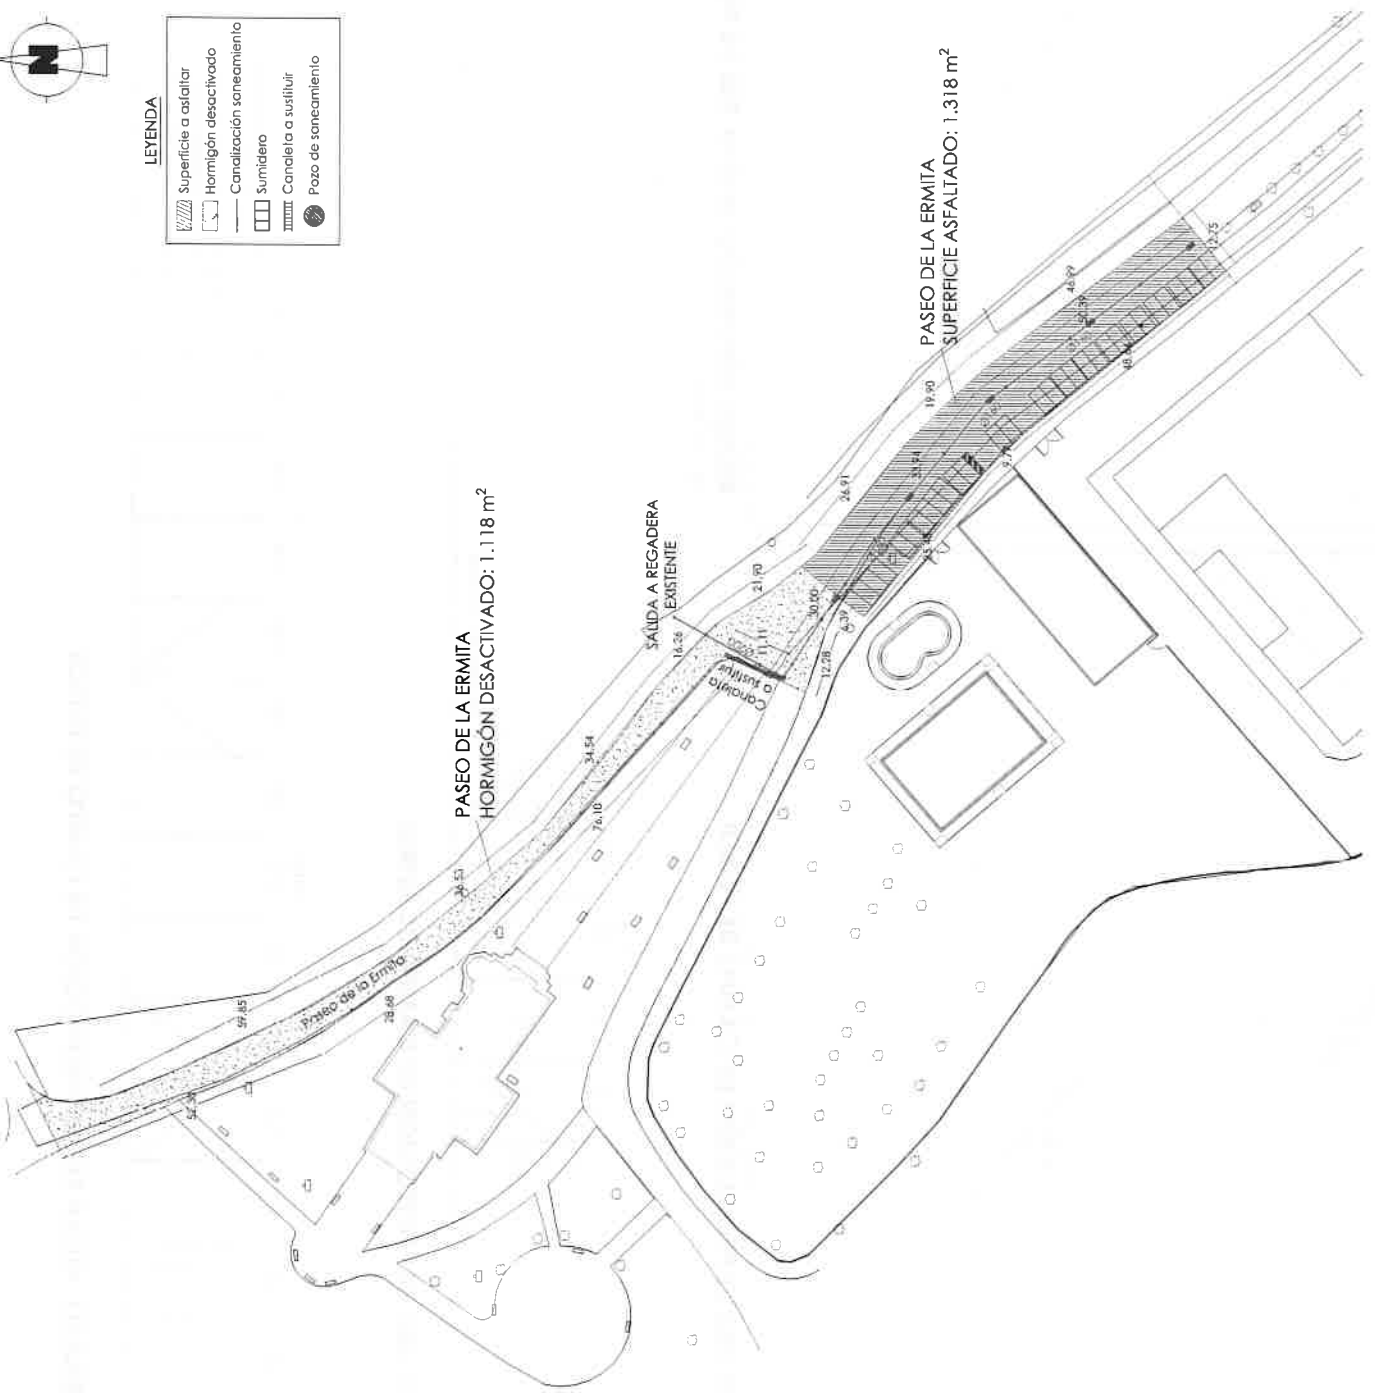 N
LEYENDA
Superficie a asfaltar
Hormigón desactivado
Canalización saneamiento
Sumidero
Canaleta a sustituir
Pozo de saneamiento
PASEO DE LA ERMITA
SUPERFICIE ASFALTADO: 1.318 m²
PASEO DE LA ERMITA
HORMIGÓN DESACTIVADO: 1.118 m²
SALIDA A REGADERA
EXISTENTE
Canaleta
a sustituir
Paseo de la Ermita
12.75
46.99
50.39
19.90
26.91
21.90
30.00
6.39
12.28
11.11
16.26
34.54
76.10
36.53
28.68
59.85